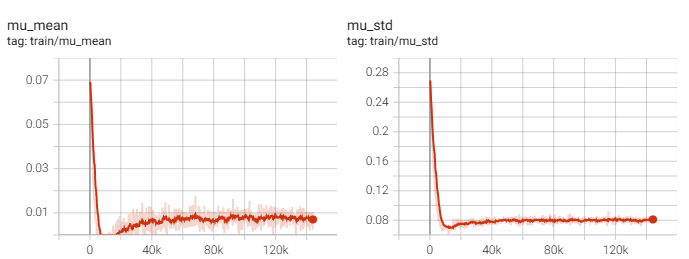 mu_mean
tag: train/mu_mean
0.07
0.05
0.03
0.01
0 40k 80k 120k
mu_std
tag: train/mu_std
0.28
0.24
0.2
0.16
0.12
0.08
0 40k 80k 120k